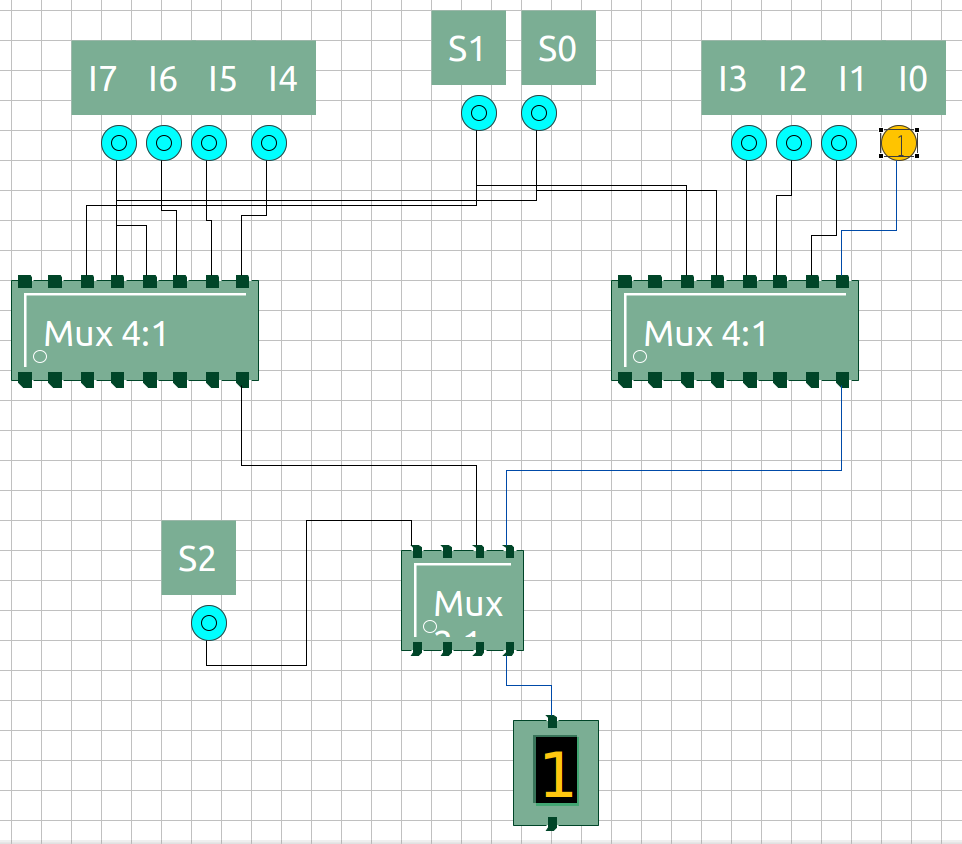 S1 S0
I7 I6 I5 I4
I3 I2 I1 I0
1
Mux 4:1
Mux 4:1
S2
Mux
1